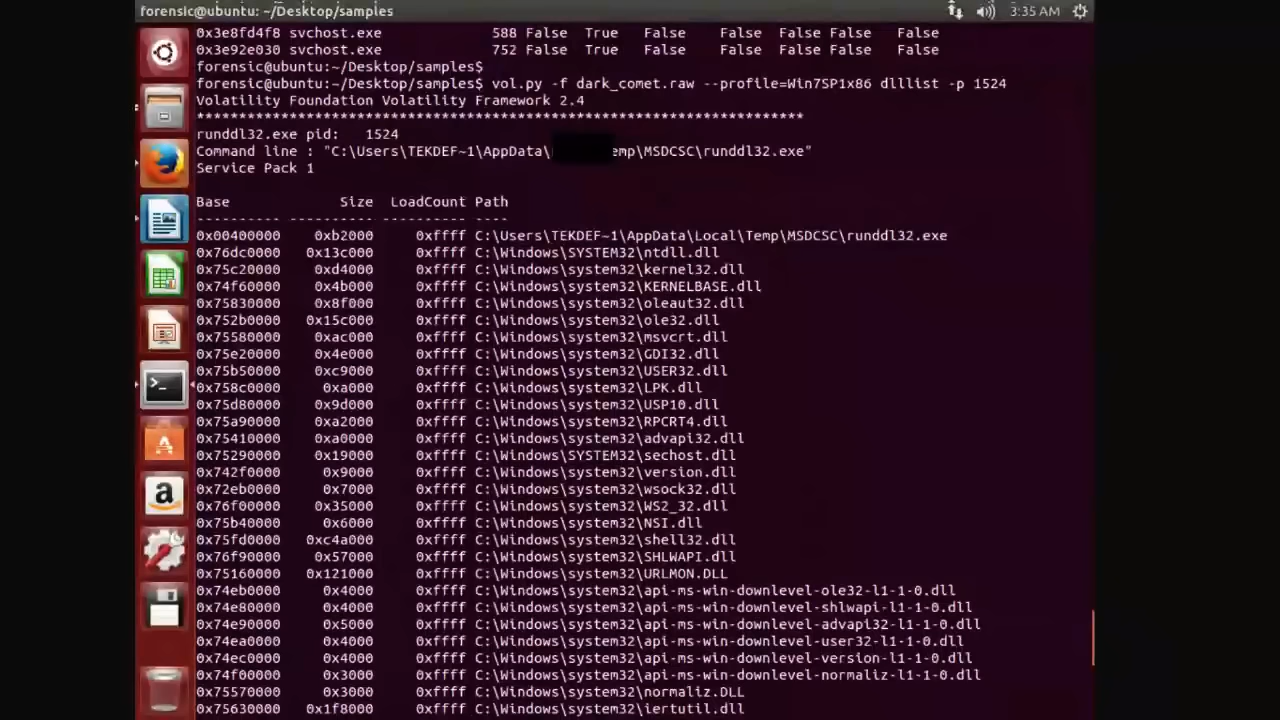 forensic@ubuntu: ~/Desktop/samples
3:35 AM
0x3e8fd4f8 svchost.exe 588 False True False False False False False
0x3e92e030 svchost.exe 752 False True False False False False False
forensic@ubuntu:~/Desktop/samples$
forensic@ubuntu:~/Desktop/samples$ vol.py -f dark_comet.raw --profile=Win7SP1x86 dlllist -p 1524
Volatility Foundation Volatility Framework 2.4
************************************************************************
runddl32.exe pid: 1524
Command line : "C:\Users\TEKDEF~1\AppData\ emp\MSDCSC\runddl32.exe"
Service Pack 1
Base Size LoadCount Path
---------- ---------- ---------- ----
0x00400000 0xb2000 0xffff C:\Users\TEKDEF~1\AppData\Local\Temp\MSDCSC\runddl32.exe
0x76dc0000 0x13c000 0xffff C:\Windows\SYSTEM32\ntdll.dll
0x75c20000 0xd4000 0xffff C:\Windows\system32\kernel32.dll
0x74f60000 0x4b000 0xffff C:\Windows\system32\KERNELBASE.dll
0x75830000 0x8f000 0xffff C:\Windows\system32\oleaut32.dll
0x752b0000 0x15c000 0xffff C:\Windows\system32\ole32.dll
0x75580000 0xac000 0xffff C:\Windows\system32\msvcrt.dll
0x75e20000 0x4e000 0xffff C:\Windows\system32\GDI32.dll
0x75b50000 0xc9000 0xffff C:\Windows\system32\USER32.dll
0x758c0000 0xa000 0xffff C:\Windows\system32\LPK.dll
0x75d80000 0x9d000 0xffff C:\Windows\system32\USP10.dll
0x75a90000 0xa2000 0xffff C:\Windows\system32\RPCRT4.dll
0x75410000 0xa0000 0xffff C:\Windows\system32\advapi32.dll
0x75290000 0x19000 0xffff C:\Windows\SYSTEM32\sechost.dll
0x742f0000 0x9000 0xffff C:\Windows\system32\version.dll
0x72eb0000 0x7000 0xffff C:\Windows\system32\wsock32.dll
0x76f00000 0x35000 0xffff C:\Windows\system32\WS2_32.dll
0x75b40000 0x6000 0xffff C:\Windows\system32\NSI.dll
0x75fd0000 0xc4a000 0xffff C:\Windows\system32\shell32.dll
0x76f90000 0x57000 0xffff C:\Windows\system32\SHLWAPI.dll
0x75160000 0x121000 0xffff C:\Windows\system32\URLMON.DLL
0x74eb0000 0x4000 0xffff C:\Windows\system32\api-ms-win-downlevel-ole32-l1-1-0.dll
0x74e80000 0x4000 0xffff C:\Windows\system32\api-ms-win-downlevel-shlwapi-l1-1-0.dll
0x74e90000 0x5000 0xffff C:\Windows\system32\api-ms-win-downlevel-advapi32-l1-1-0.dll
0x74ea0000 0x4000 0xffff C:\Windows\system32\api-ms-win-downlevel-user32-l1-1-0.dll
0x74ec0000 0x4000 0xffff C:\Windows\system32\api-ms-win-downlevel-version-l1-1-0.dll
0x74f00000 0x3000 0xffff C:\Windows\system32\api-ms-win-downlevel-normaliz-l1-1-0.dll
0x75570000 0x3000 0xffff C:\Windows\system32\normaliz.DLL
0x75630000 0x1f8000 0xffff C:\Windows\system32\iertutil.dll